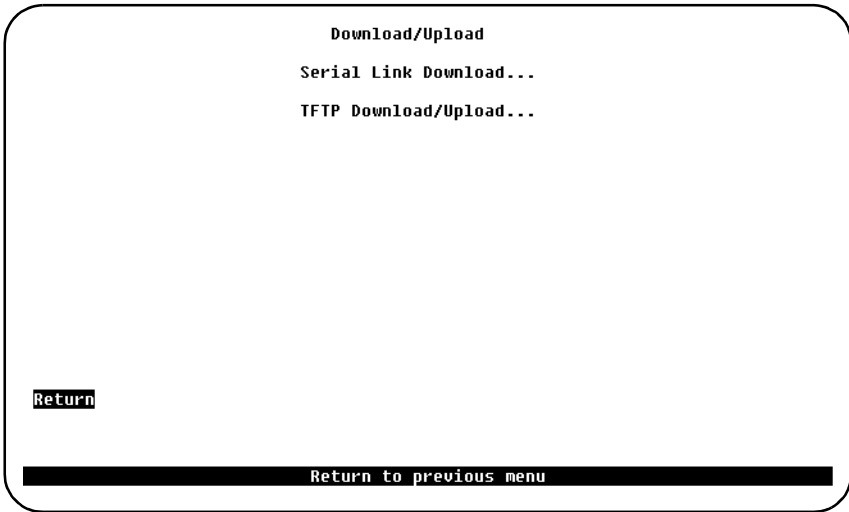 Download/Upload
Serial Link Download...
TFTP Download/Upload...
Return
Return to previous menu